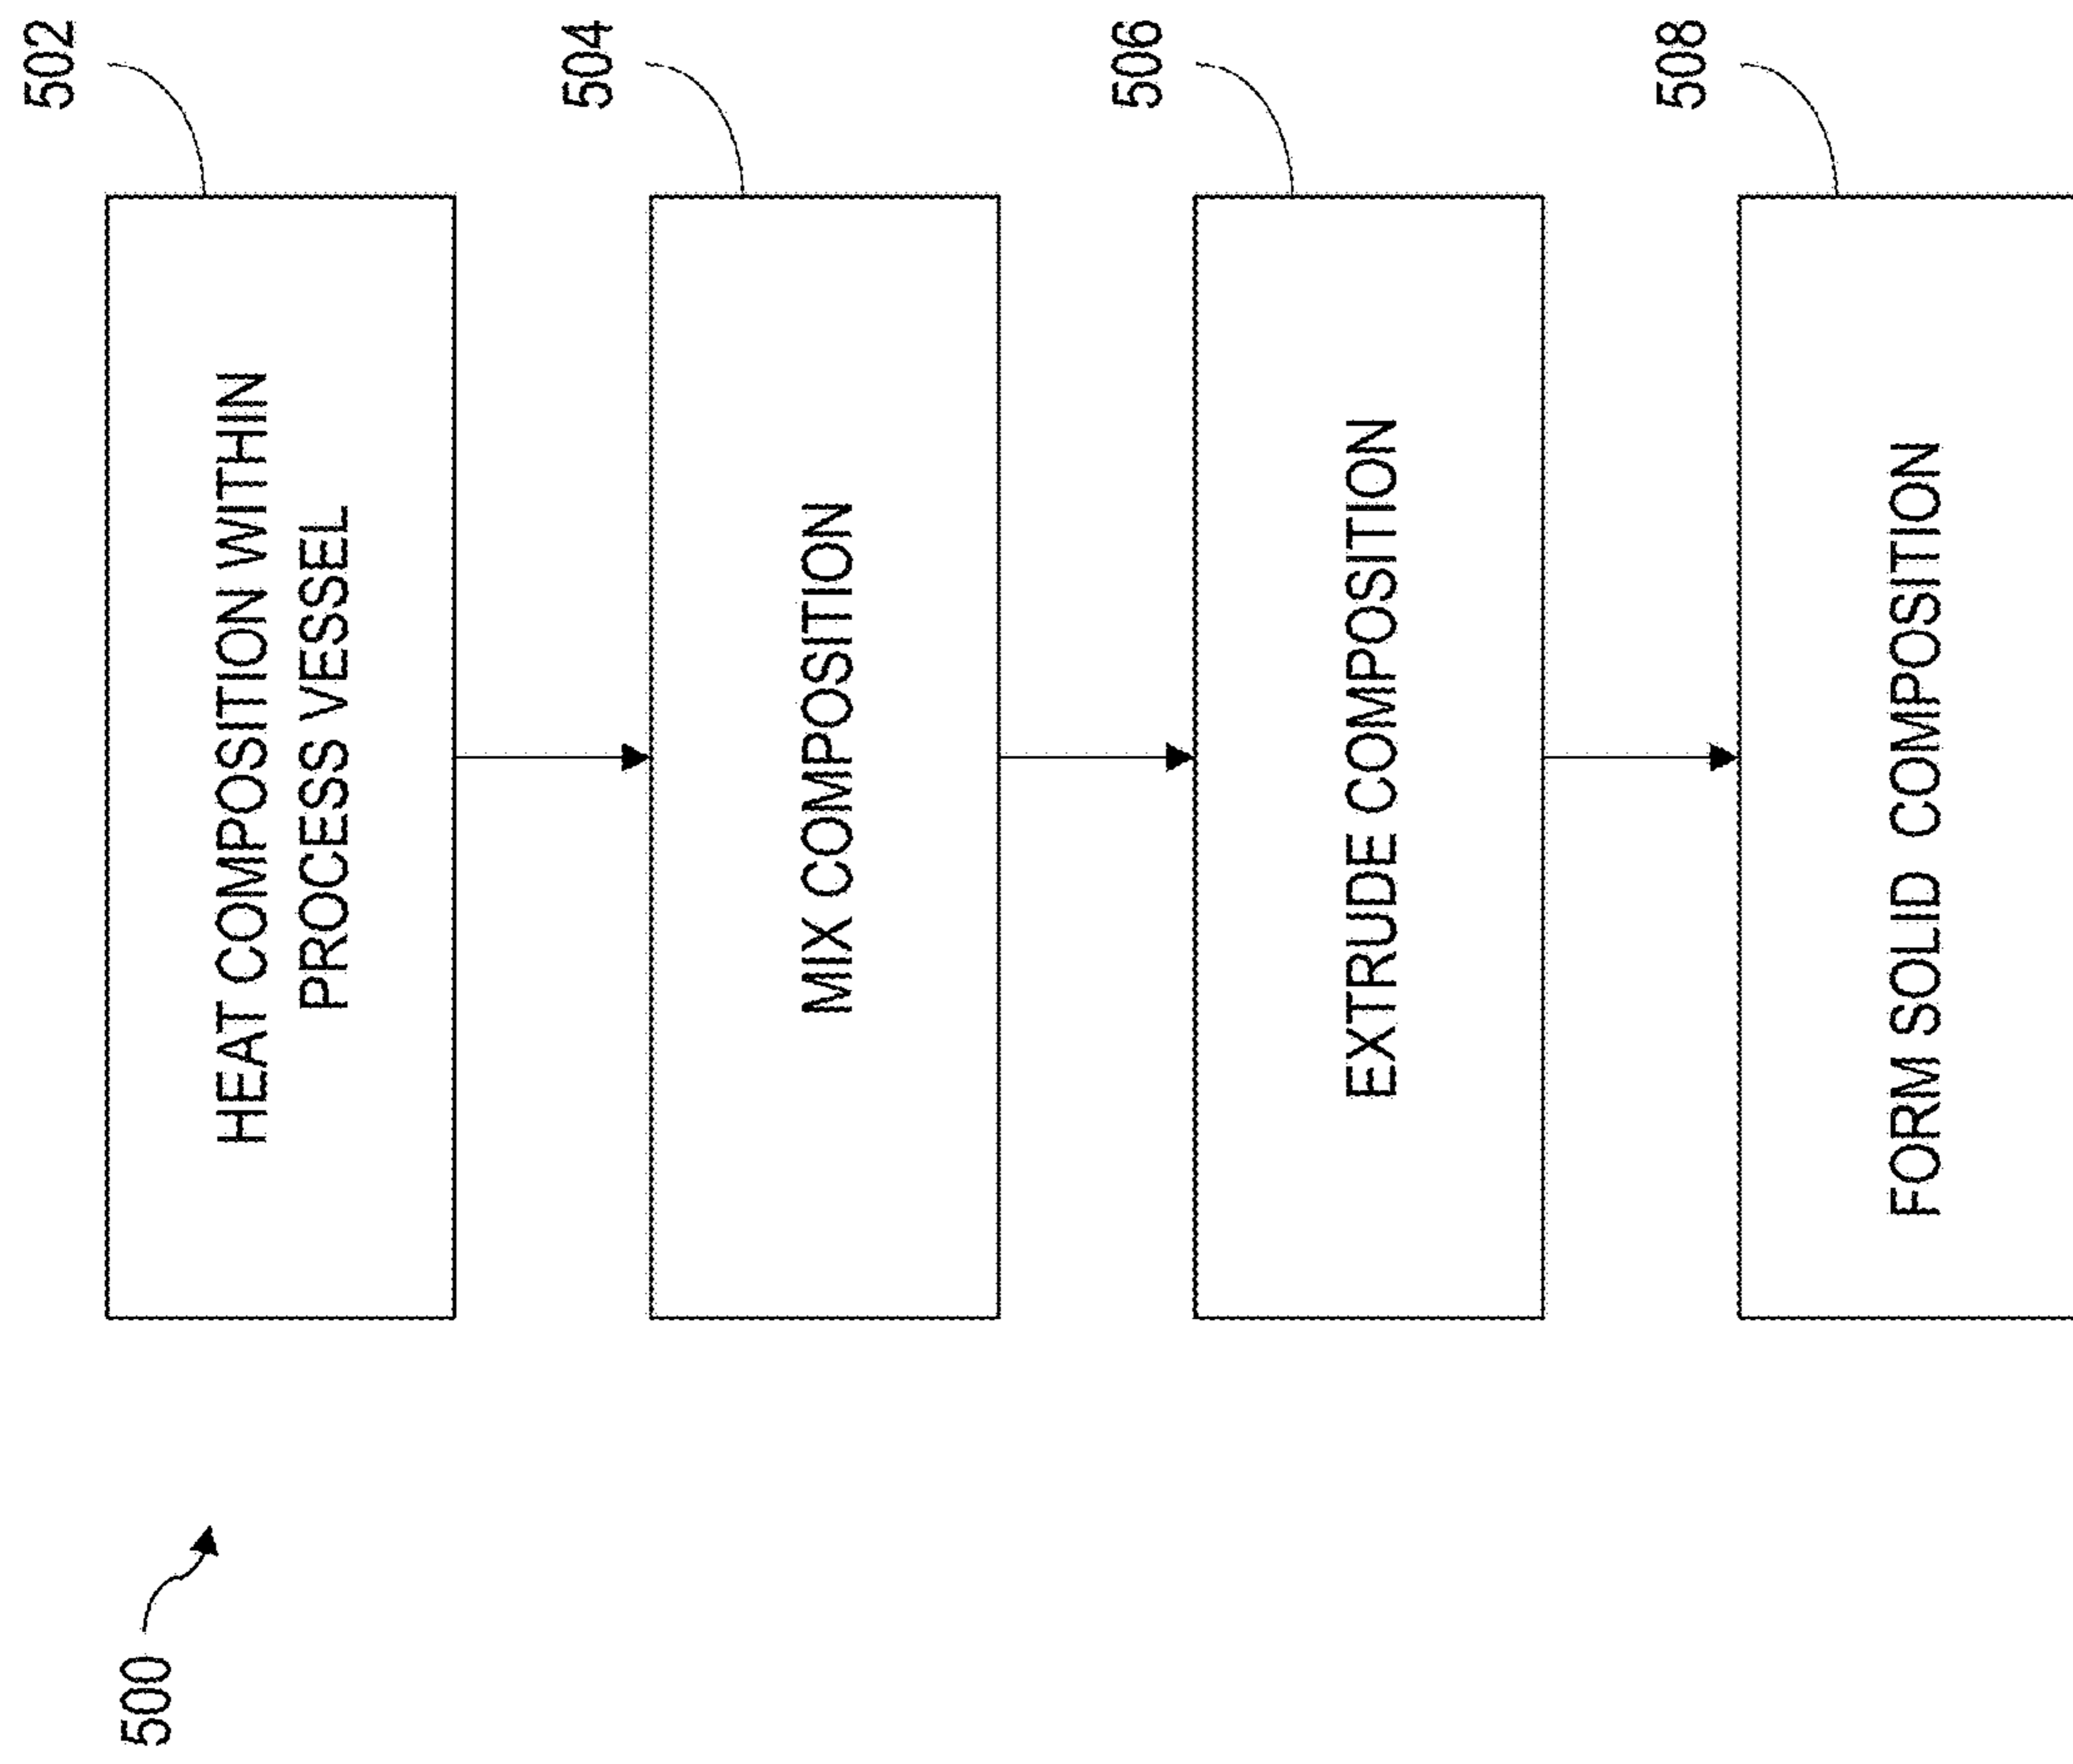 500
502
HEAT COMPOSITION WITHIN
PROCESS VESSEL
504
MIX COMPOSITION
506
EXTRUDE COMPOSITION
508
FORM SOLID COMPOSITION